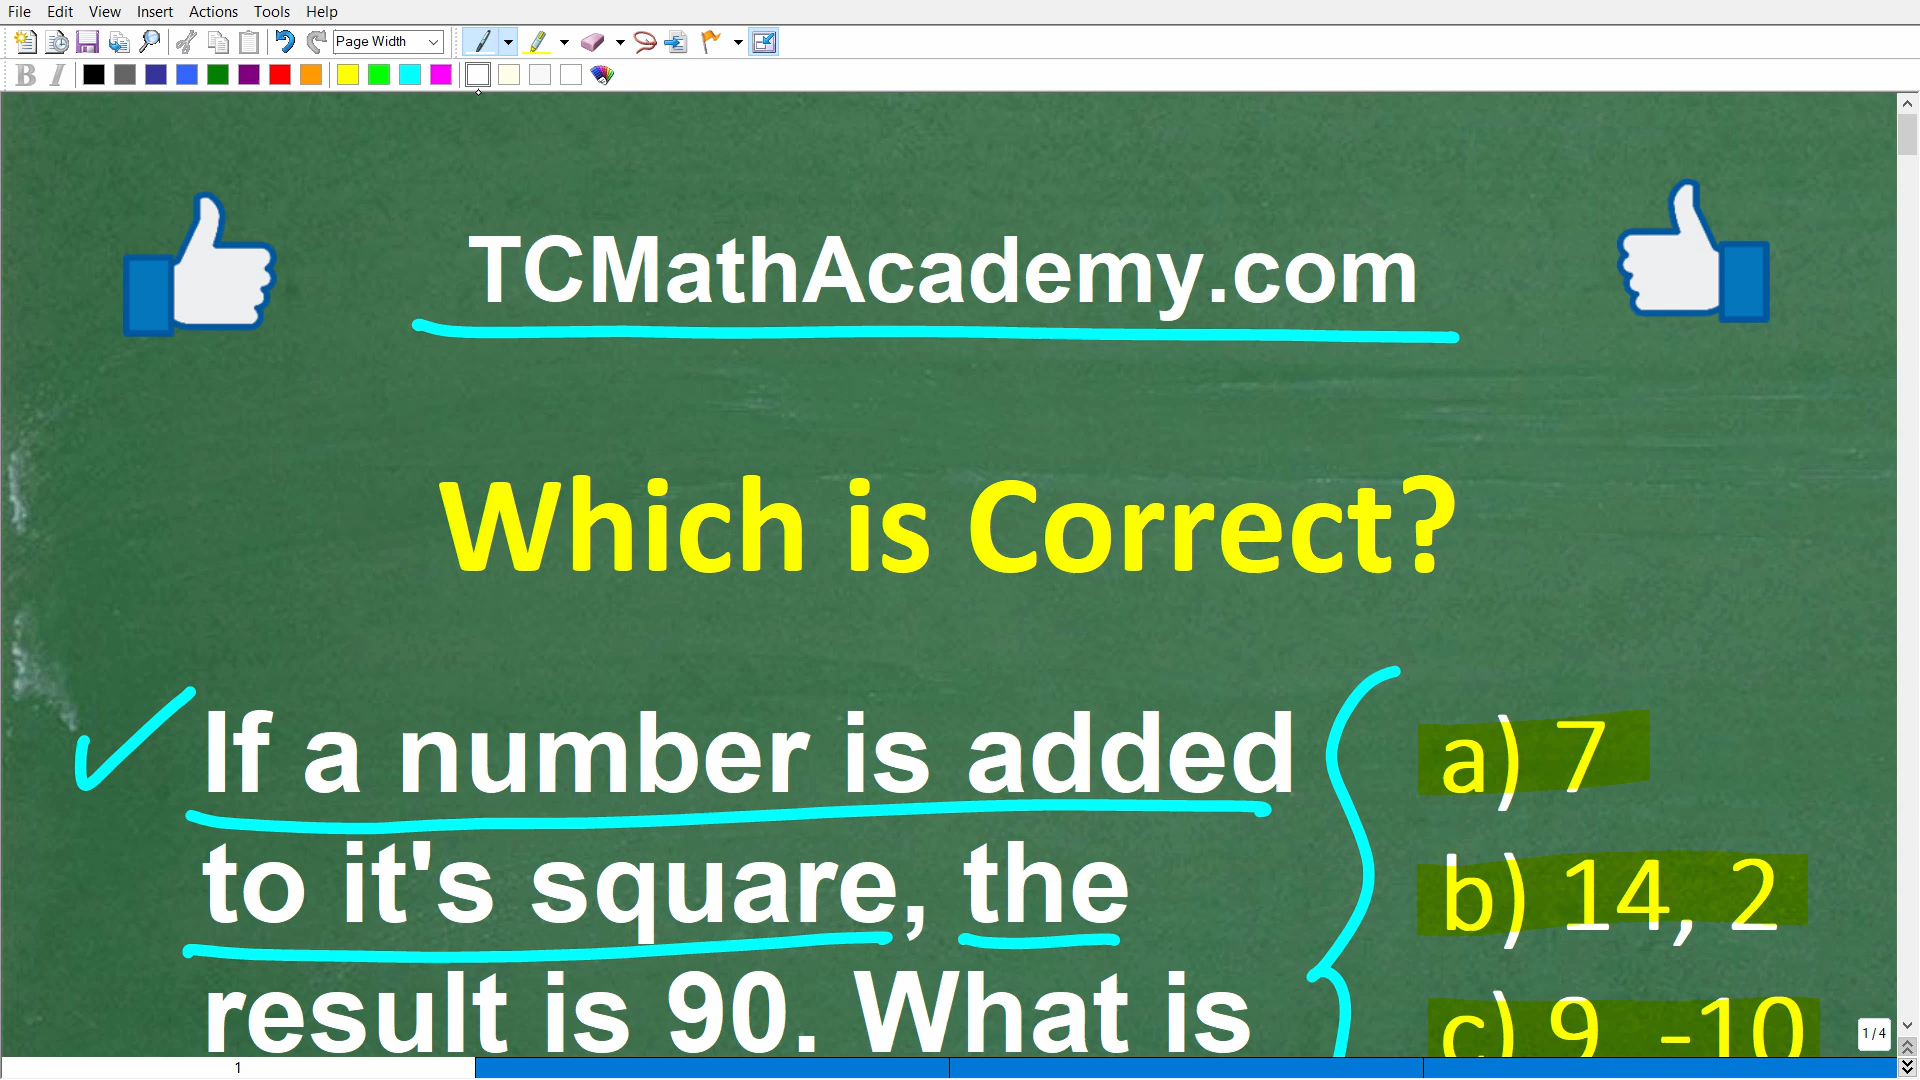 File Edit View Insert Actions Tools Help
Page Width
B I
TCMathAcademy.com
Which is Correct?
If a number is added
to it's square, the
result is 90. What is
a) 7
b) 14, 2
c) 9, -10
1 / 4
1